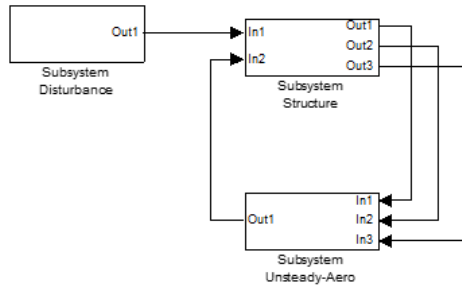 Out1
Subsystem
Disturbance
In1
In2
Out1
Out2
Out3
Subsystem
Structure
Out1
In1
In2
In3
Subsystem
Unsteady-Aero